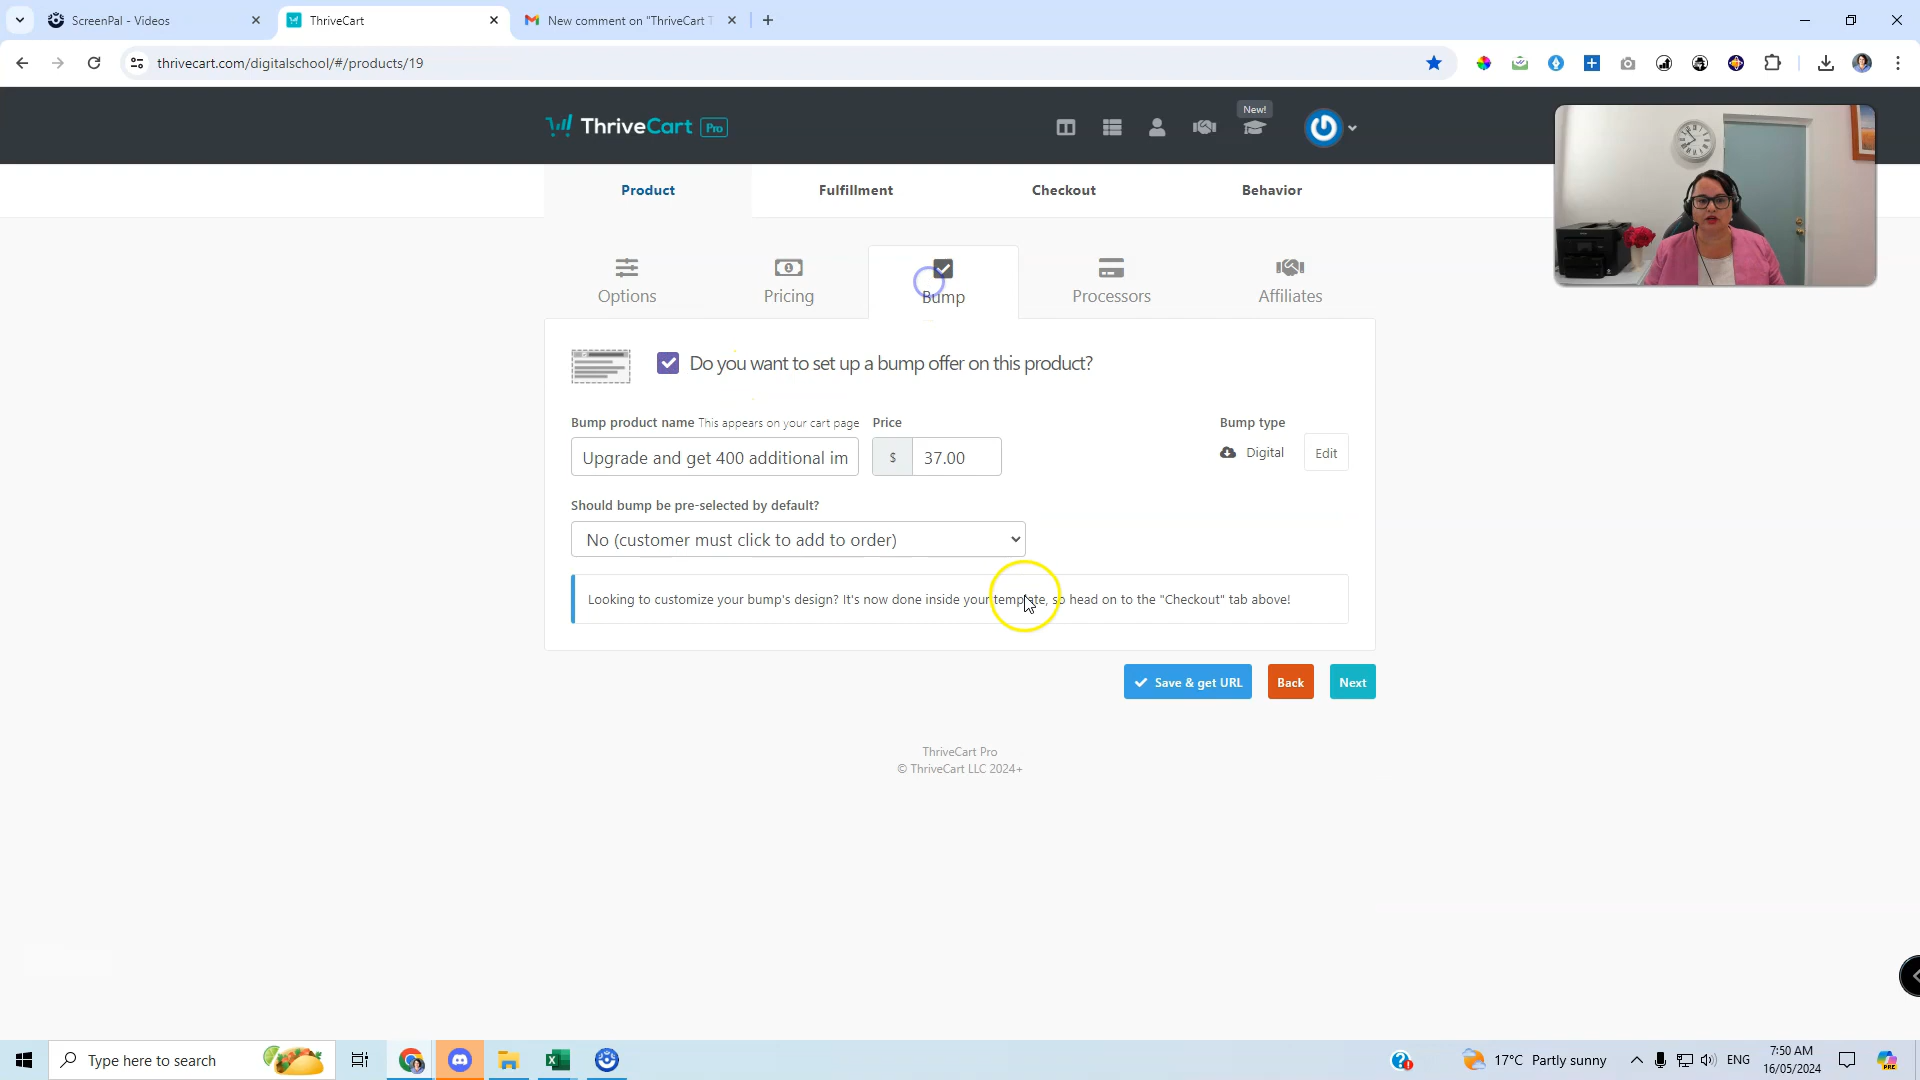 ScreenPal - Videos
ThriveCart
New comment on "ThriveCart T
thrivecart.com/digitalschool/#/products/19
ThriveCart Pro
New!
Product
Fulfillment
Checkout
Behavior
Options
Pricing
Bump
Processors
Affiliates
Do you want to set up a bump offer on this product?
Bump product name This appears on your cart page
Price
Bump type
Upgrade and get 400 additional im
$ 37.00
Digital
Edit
Should bump be pre-selected by default?
No (customer must click to add to order)
Looking to customize your bump's design? It's now done inside your template, so head on to the "Checkout" tab above!
Save & get URL
Back
Next
ThriveCart Pro
© ThriveCart LLC 2024+
Type here to search
17°C Partly sunny
ENG
7:50 AM
16/05/2024
PRE